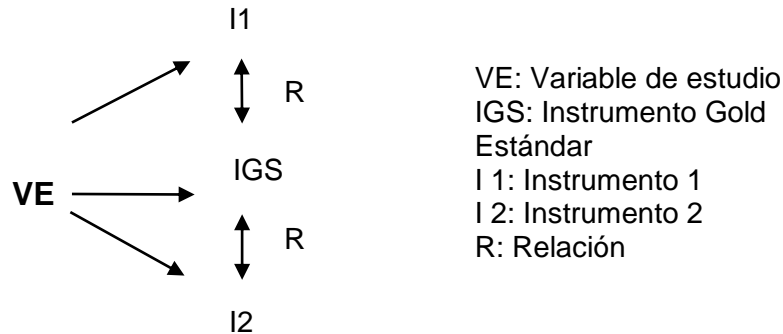 I1
R
IGS
VE
R
I2
VE: Variable de estudio
IGS: Instrumento Gold
Estándar
I 1: Instrumento 1
I 2: Instrumento 2
R: Relación